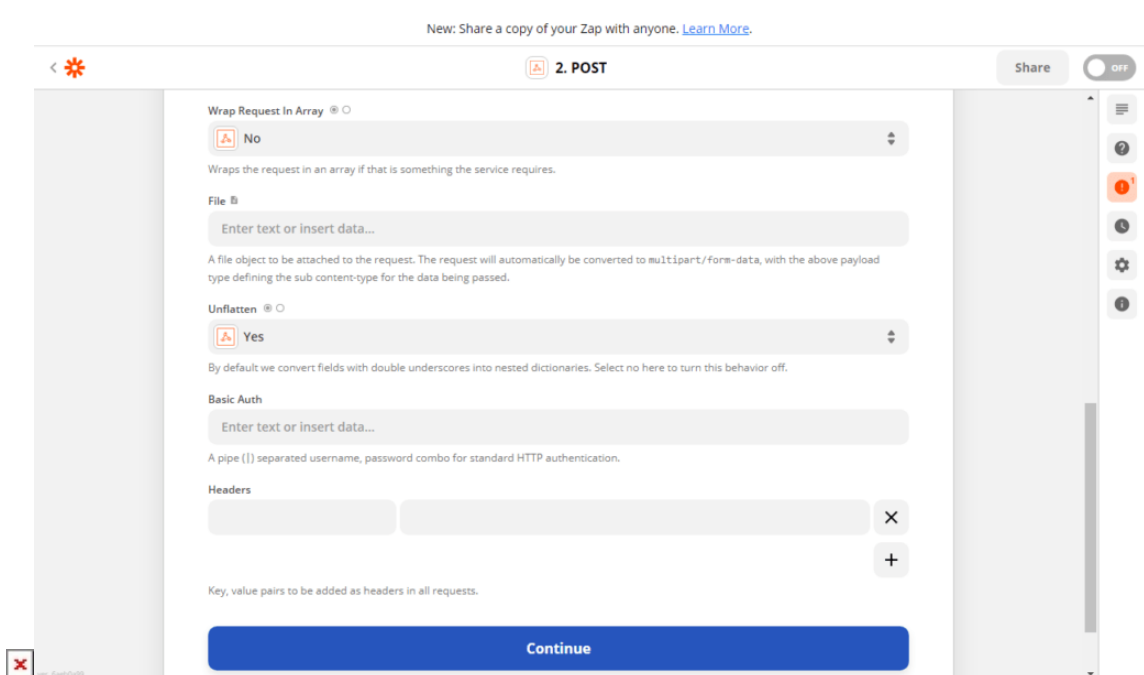 New: Share a copy of your Zap with anyone. Learn More.
2. POST
Share
OFF
Wrap Request In Array
No
Wraps the request in an array if that is something the service requires.
1
File
Enter text or insert data...
A file object to be attached to the request. The request will automatically be converted to multipart/form-data, with the above payload
type defining the sub content-type for the data being passed.
Unflatten
Yes
By default we convert fields with double underscores into nested dictionaries. Select no here to turn this behavior off.
Basic Auth
Enter text or insert data...
A pipe (|) separated username, password combo for standard HTTP authentication.
Headers
Key, value pairs to be added as headers in all requests.
Continue